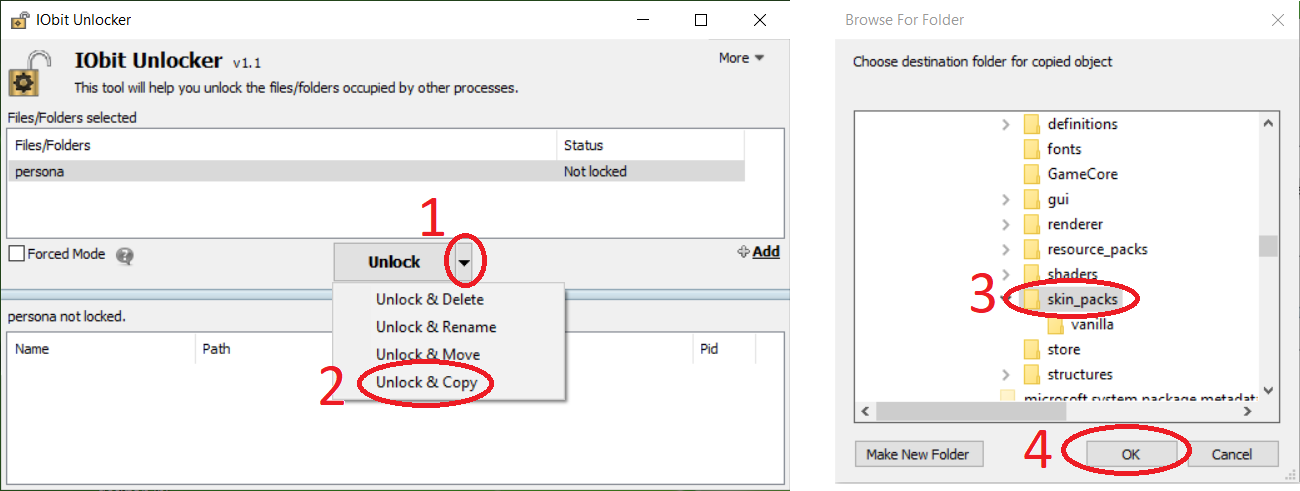 IObit Unlocker
IObit Unlocker v1.1
More
This tool will help you unlock the files/folders occupied by other processes.
Files/Folders selected
Files/Folders Status
persona Not locked
1
Forced Mode
Unlock
Add
Unlock & Delete
Unlock & Rename
Unlock & Move
2 Unlock & Copy
persona not locked.
Name Path Pid
Browse For Folder
Choose destination folder for copied object
definitions
fonts
GameCore
gui
renderer
resource_packs
shaders
3 skin_packs
vanilla
store
structures
microsoft.system.package.metadat
Make New Folder
4 OK
Cancel